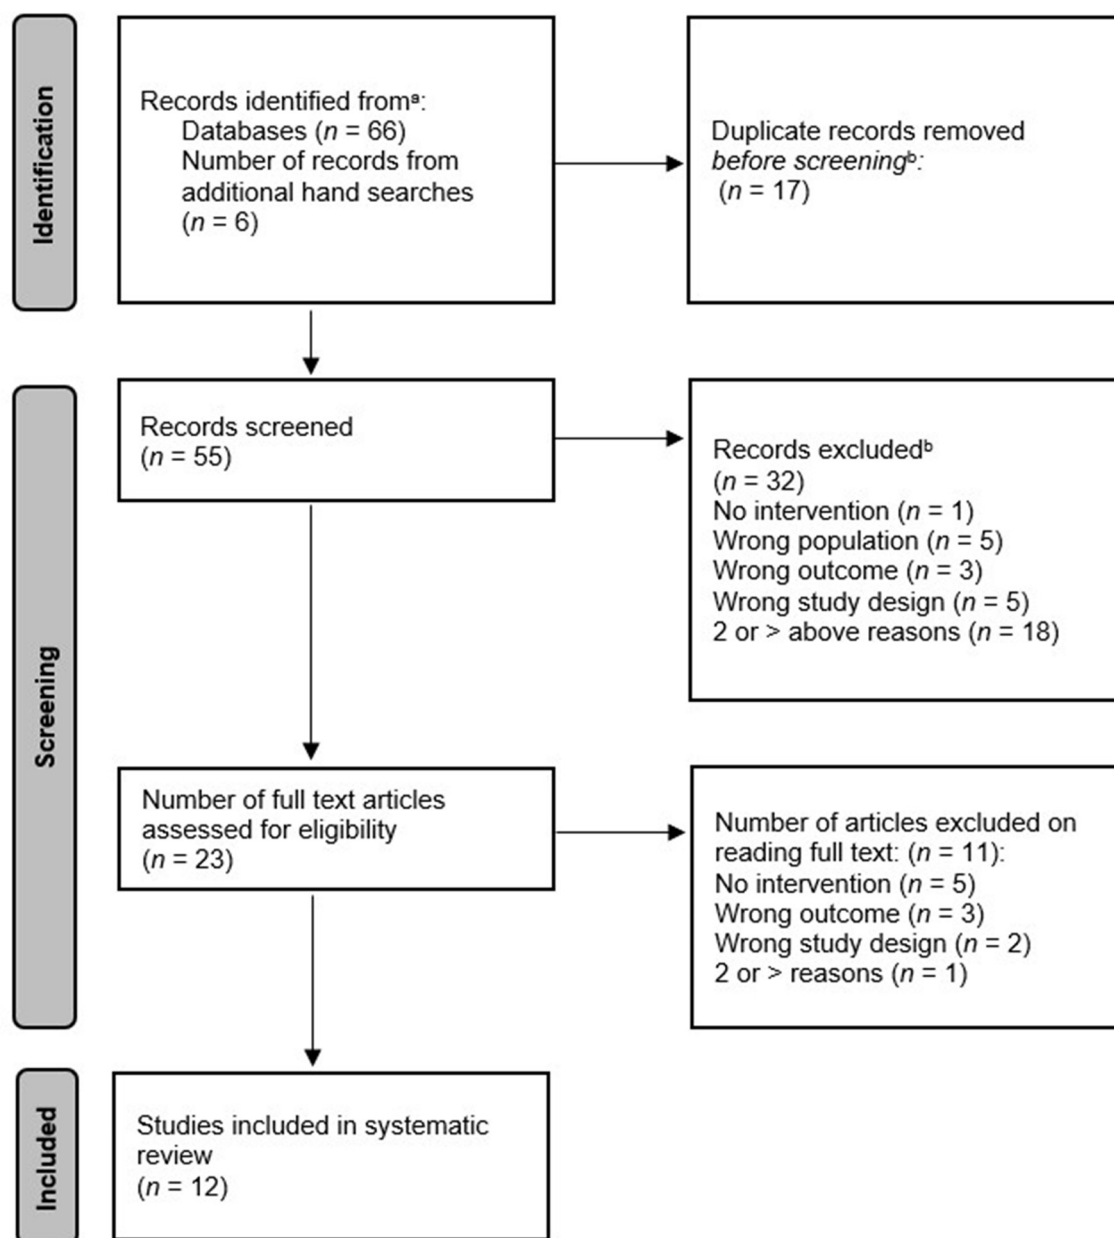 Identification
Records identified fromᵃ:
Databases (n = 66)
Number of records from
additional hand searches
(n = 6)
Duplicate records removed
before screeningᵇ:
(n = 17)
Screening
Records screened
(n = 55)
Records excludedᵇ
(n = 32)
No intervention (n = 1)
Wrong population (n = 5)
Wrong outcome (n = 3)
Wrong study design (n = 5)
2 or > above reasons (n = 18)
Number of full text articles
assessed for eligibility
(n = 23)
Number of articles excluded on
reading full text: (n = 11):
No intervention (n = 5)
Wrong outcome (n = 3)
Wrong study design (n = 2)
2 or > reasons (n = 1)
Included
Studies included in systematic
review
(n = 12)